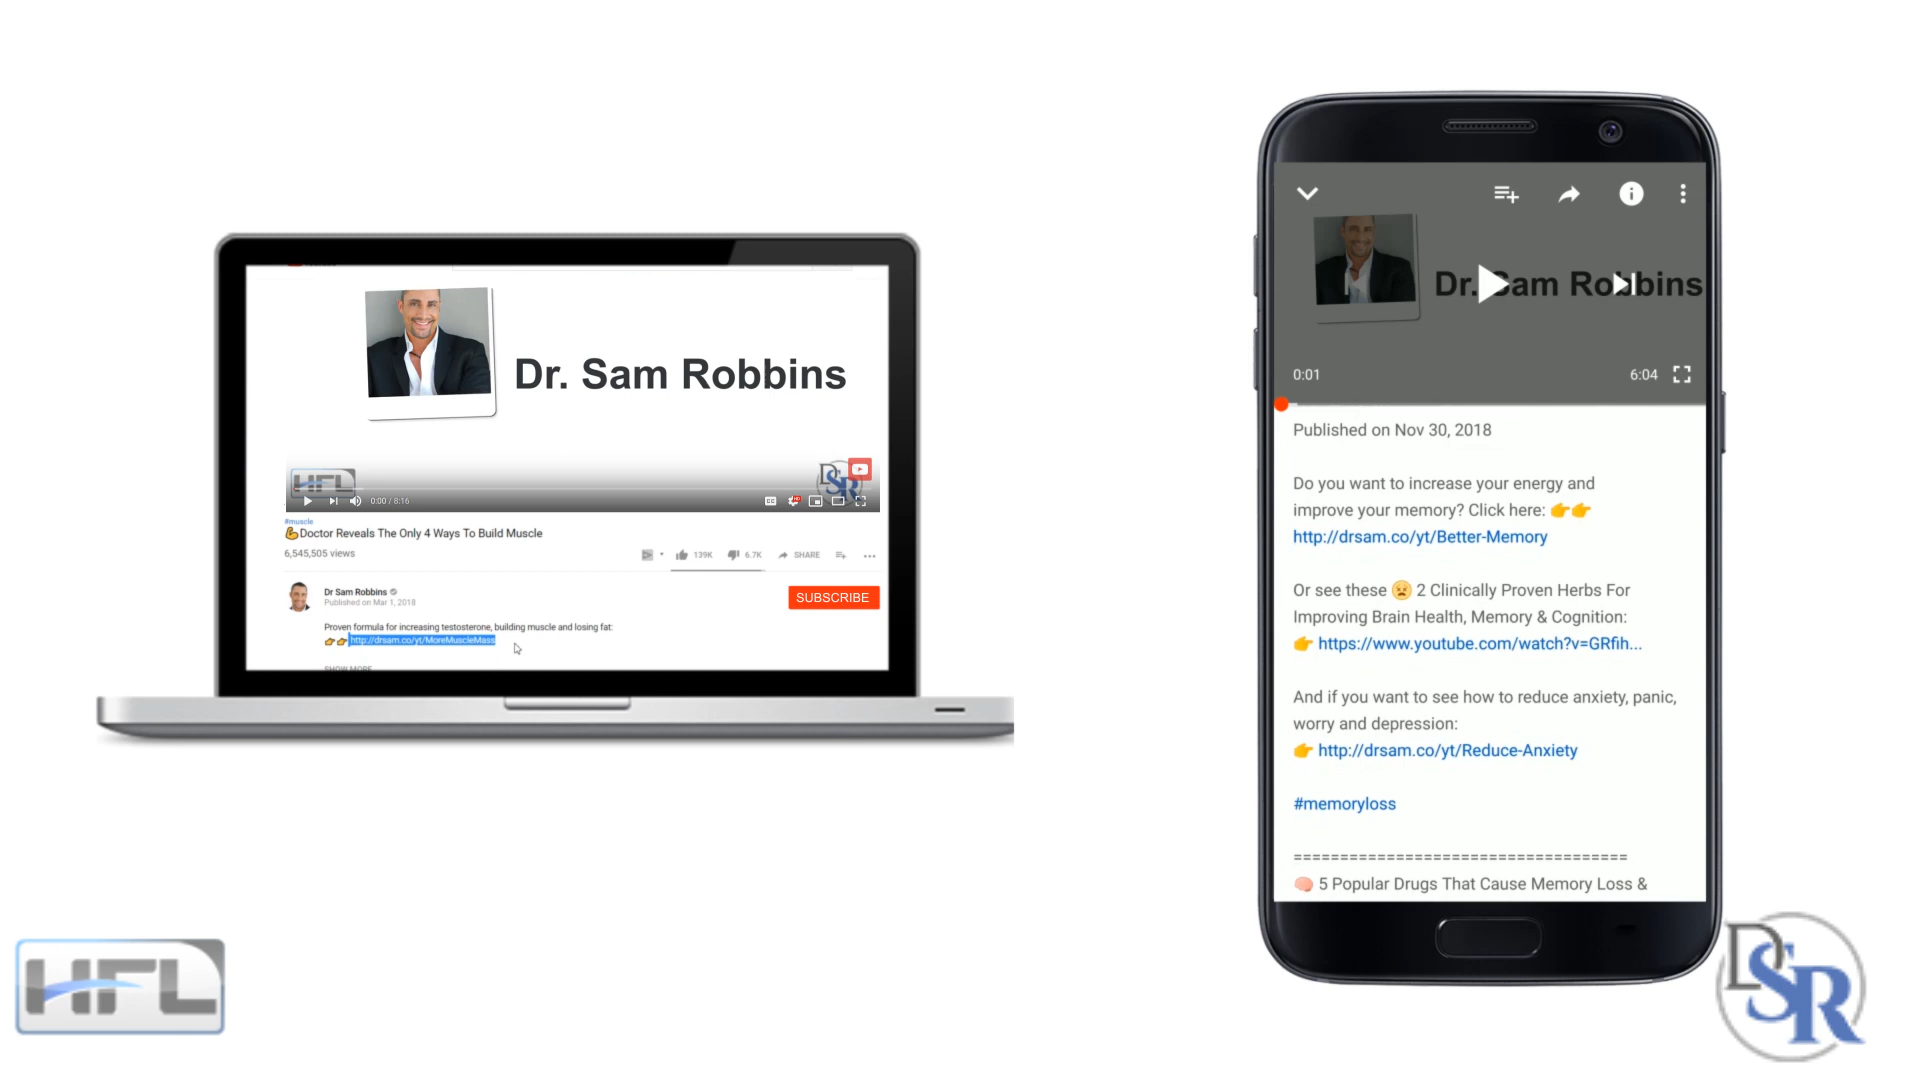 Dr. Sam Robbins
HFL
DSR
0:00 / 8:16
#muscle
💪Doctor Reveals The Only 4 Ways To Build Muscle
6,545,505 views
139K
6.7K
SHARE
Dr Sam Robbins
Published on Mar 1, 2018
SUBSCRIBE
Proven formula for increasing testosterone, building muscle and losing fat:
👉👉 http://drsam.co/yt/MoreMuscleMass
SHOW MORE
Dr. Sam Robbins
0:01
6:04
Published on Nov 30, 2018
Do you want to increase your energy and
improve your memory? Click here: 👉👉
http://drsam.co/yt/Better-Memory
Or see these 😣 2 Clinically Proven Herbs For
Improving Brain Health, Memory & Cognition:
👉 https://www.youtube.com/watch?v=GRfih...
And if you want to see how to reduce anxiety, panic,
worry and depression:
👉 http://drsam.co/yt/Reduce-Anxiety
#memoryloss
====================================
🧠 5 Popular Drugs That Cause Memory Loss &
HFL
DSR